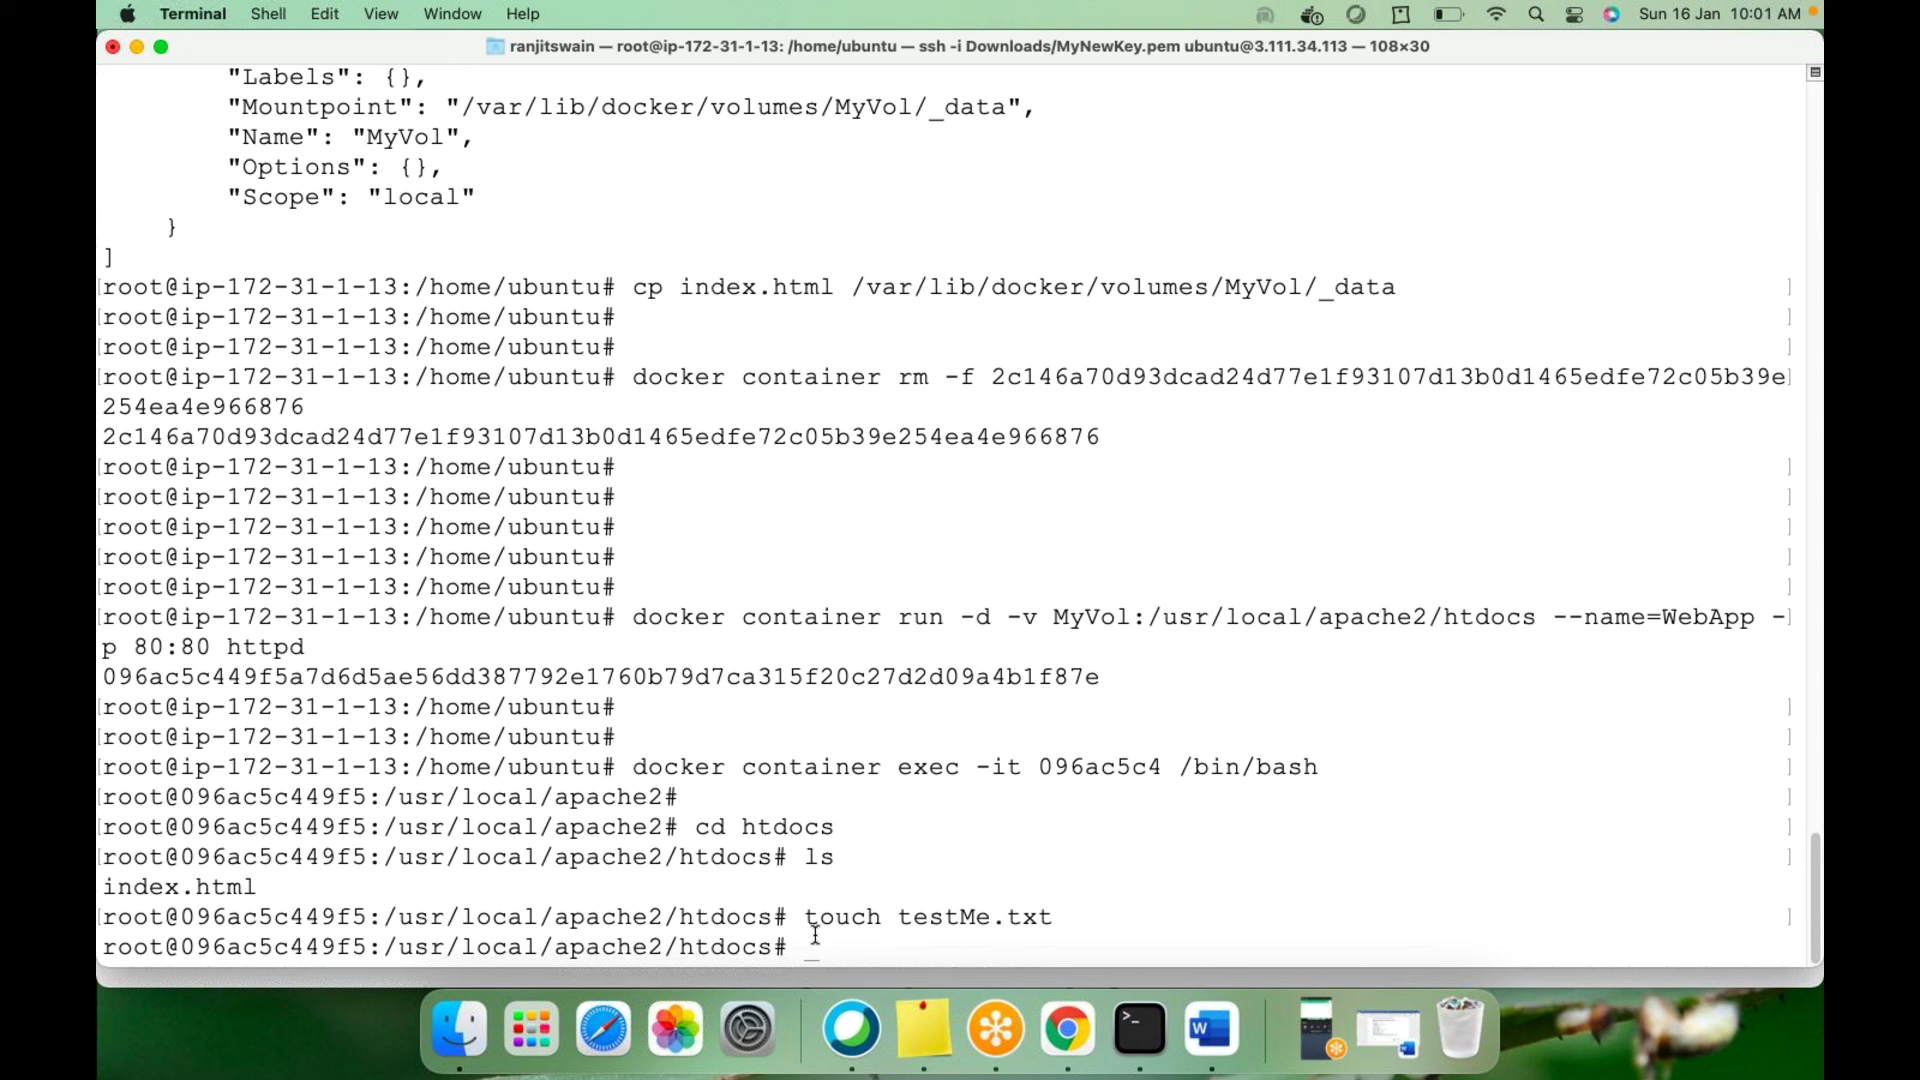 Terminal Shell Edit View Window Help Sun 16 Jan 10:01 AM
ranjitswain — root@ip-172-31-1-13: /home/ubuntu — ssh -i Downloads/MyNewKey.pem ubuntu@3.111.34.113 — 108×30
"Labels": {},
"Mountpoint": "/var/lib/docker/volumes/MyVol/_data",
"Name": "MyVol",
"Options": {},
"Scope": "local"
}
]
[root@ip-172-31-1-13:/home/ubuntu# cp index.html /var/lib/docker/volumes/MyVol/_data ]
[root@ip-172-31-1-13:/home/ubuntu# ]
[root@ip-172-31-1-13:/home/ubuntu# ]
[root@ip-172-31-1-13:/home/ubuntu# docker container rm -f 2c146a70d93dcad24d77e1f93107d13b0d1465edfe72c05b39e]
254ea4e966876
2c146a70d93dcad24d77e1f93107d13b0d1465edfe72c05b39e254ea4e966876
[root@ip-172-31-1-13:/home/ubuntu# ]
[root@ip-172-31-1-13:/home/ubuntu# ]
[root@ip-172-31-1-13:/home/ubuntu# ]
[root@ip-172-31-1-13:/home/ubuntu# ]
[root@ip-172-31-1-13:/home/ubuntu# ]
[root@ip-172-31-1-13:/home/ubuntu# docker container run -d -v MyVol:/usr/local/apache2/htdocs --name=WebApp -]
p 80:80 httpd
096ac5c449f5a7d6d5ae56dd387792e1760b79d7ca315f20c27d2d09a4b1f87e
[root@ip-172-31-1-13:/home/ubuntu# ]
[root@ip-172-31-1-13:/home/ubuntu# ]
[root@ip-172-31-1-13:/home/ubuntu# docker container exec -it 096ac5c4 /bin/bash ]
[root@096ac5c449f5:/usr/local/apache2# ]
[root@096ac5c449f5:/usr/local/apache2# cd htdocs ]
[root@096ac5c449f5:/usr/local/apache2/htdocs# ls ]
index.html
[root@096ac5c449f5:/usr/local/apache2/htdocs# touch testMe.txt ]
root@096ac5c449f5:/usr/local/apache2/htdocs# _